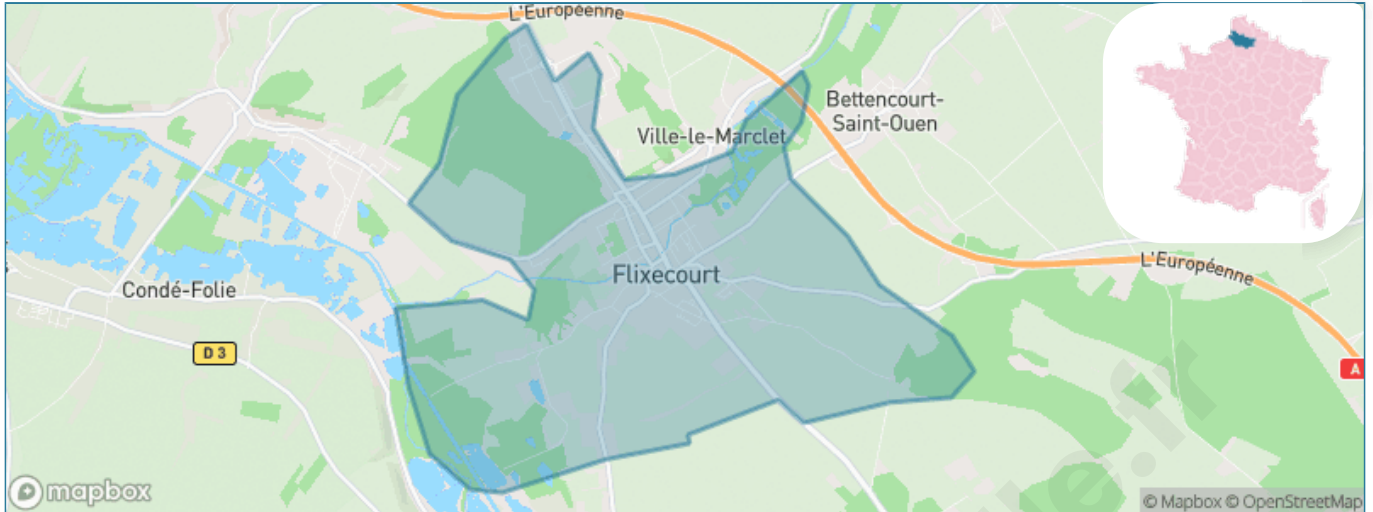 L'Européenne
Bettencourt-
Saint-Ouen
Ville-le-Marclet
Flixecourt
L'Européenne
Condé-Folie
D 3
A
mapbox
© Mapbox © OpenStreetMap